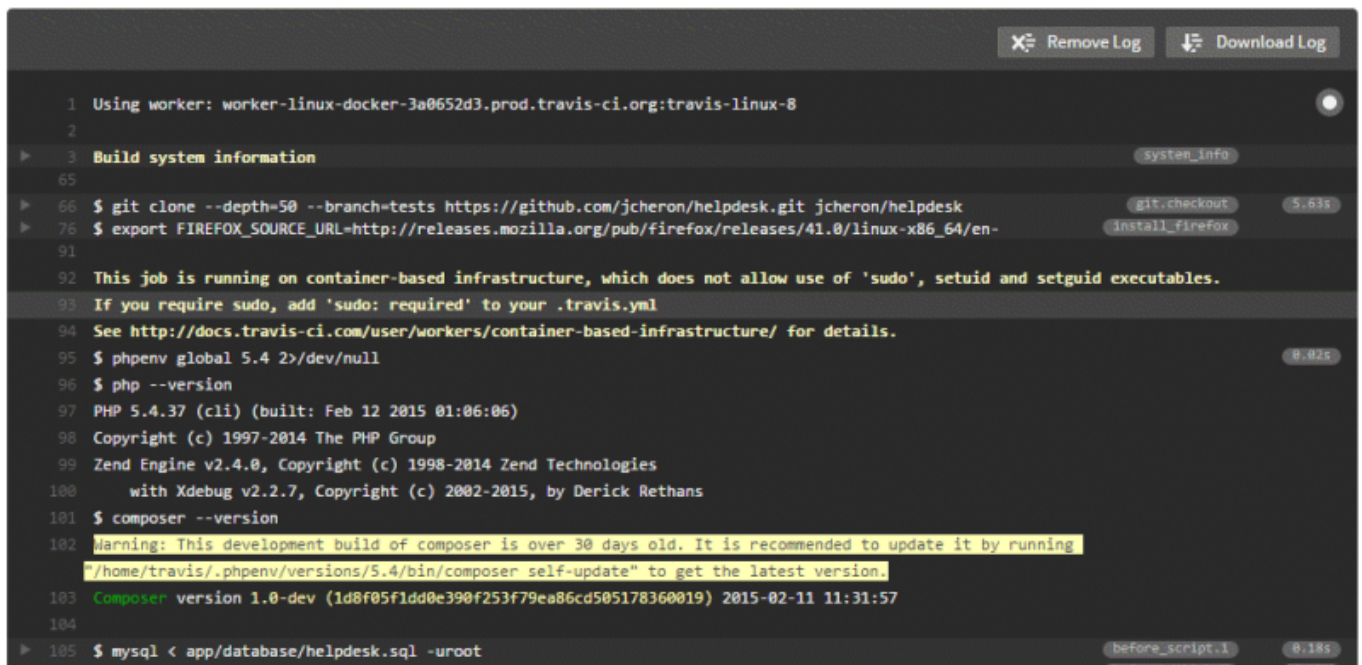 Remove Log Download Log
1 Using worker: worker-linux-docker-3a0652d3.prod.travis-ci.org:travis-linux-8
2
3 Build system information system_info
65
66 $ git clone --depth=50 --branch=tests https://github.com/jcheron/helpdesk.git jcheron/helpdesk git.checkout 5.63s
76 $ export FIREFOX_SOURCE_URL=http://releases.mozilla.org/pub/firefox/releases/41.0/linux-x86_64/en- install_firefox
91
92 This job is running on container-based infrastructure, which does not allow use of 'sudo', setuid and setguid executables.
93 If you require sudo, add 'sudo: required' to your .travis.yml
94 See http://docs.travis-ci.com/user/workers/container-based-infrastructure/ for details.
95 $ phpenv global 5.4 2>/dev/null 0.02s
96 $ php --version
97 PHP 5.4.37 (cli) (built: Feb 12 2015 01:06:06)
98 Copyright (c) 1997-2014 The PHP Group
99 Zend Engine v2.4.0, Copyright (c) 1998-2014 Zend Technologies
100 with Xdebug v2.2.7, Copyright (c) 2002-2015, by Derick Rethans
101 $ composer --version
102 Warning: This development build of composer is over 30 days old. It is recommended to update it by running
"/home/travis/.phpenv/versions/5.4/bin/composer self-update" to get the latest version.
103 Composer version 1.0-dev (1d8f05f1dd0e390f253f79ea86cd505178360019) 2015-02-11 11:31:57
104
105 $ mysql < app/database/helpdesk.sql -uroot before_script.1 0.18s